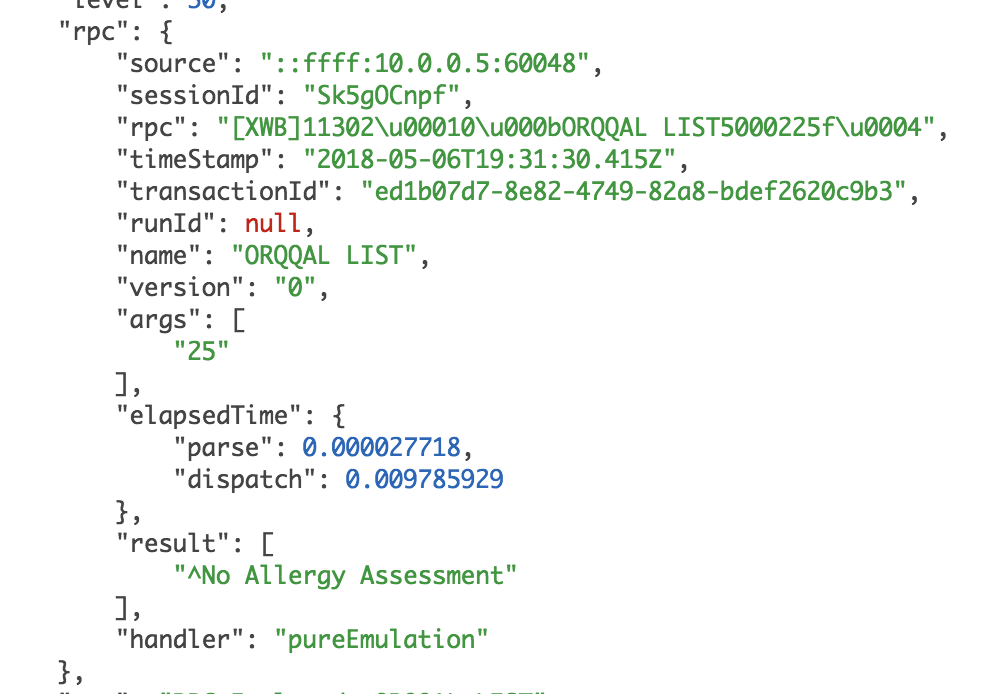 "level": 30,
"rpc": {
"source": "::ffff:10.0.0.5:60048",
"sessionId": "Sk5gOCnpf",
"rpc": "[XWB]11302\u00010\u000bORQQAL LIST5000225f\u0004",
"timeStamp": "2018-05-06T19:31:30.415Z",
"transactionId": "ed1b07d7-8e82-4749-82a8-bdef2620c9b3",
"runId": null,
"name": "ORQQAL LIST",
"version": "0",
"args": [
"25"
],
"elapsedTime": {
"parse": 0.000027718,
"dispatch": 0.009785929
},
"result": [
"^No Allergy Assessment"
],
"handler": "pureEmulation"
},